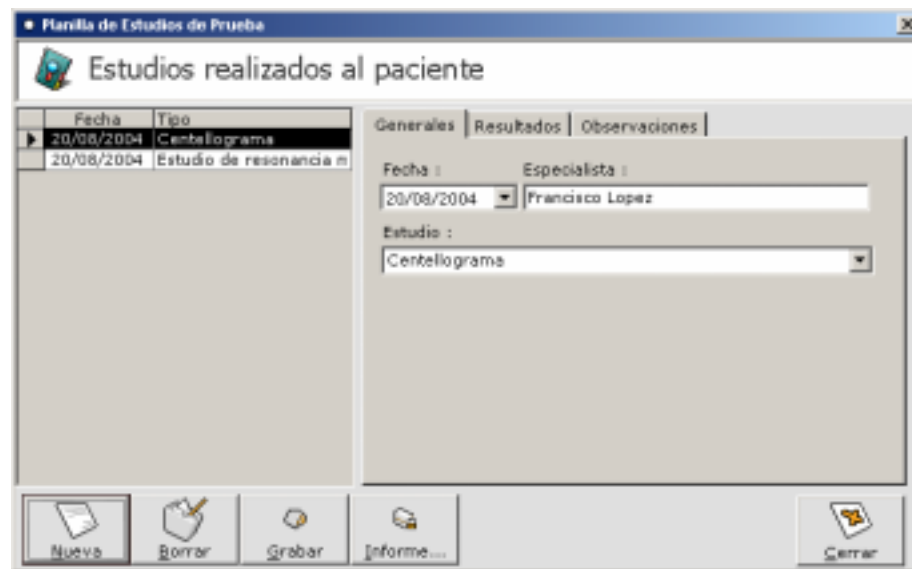 Planilla de Estudios de Prueba
Estudios realizados al paciente
Fecha Tipo
20/08/2004 Centellograma
20/08/2004 Estudio de resonancia m
Generales Resultados Observaciones
Fecha : Especialista :
20/08/2004 Francisco Lopez
Estudio :
Centellograma
Nueva Borrar Grabar Informe... Cerrar